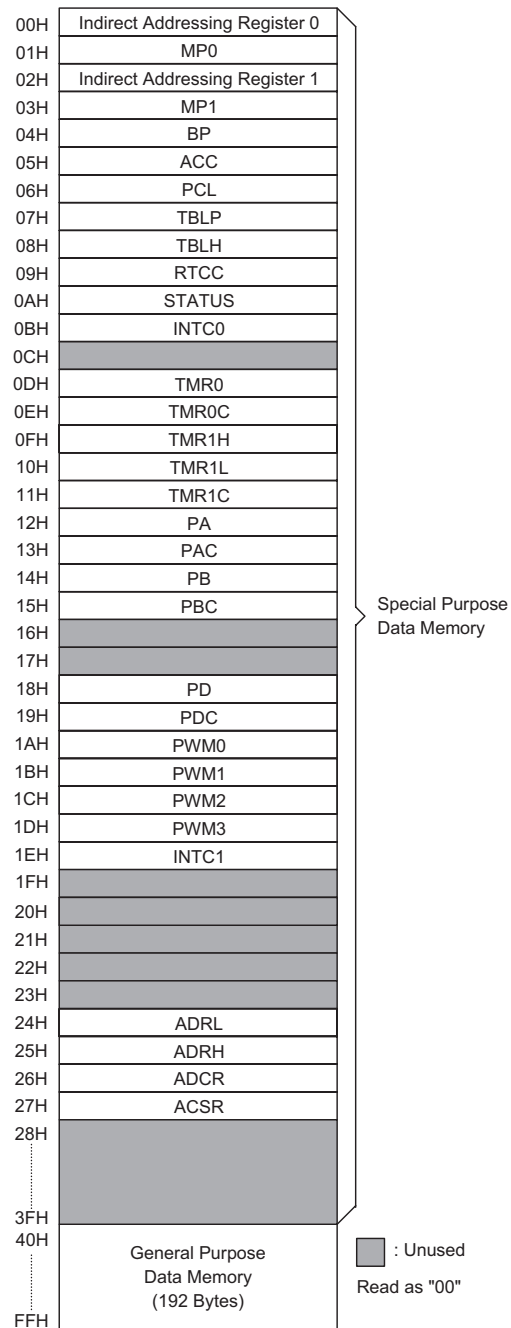 00H Indirect Addressing Register 0
01H MP0
02H Indirect Addressing Register 1
03H MP1
04H BP
05H ACC
06H PCL
07H TBLP
08H TBLH
09H RTCC
0AH STATUS
0BH INTC0
0CH
0DH TMR0
0EH TMR0C
0FH TMR1H
10H TMR1L
11H TMR1C
12H PA
13H PAC
14H PB
15H PBC
16H
17H
18H PD
19H PDC
1AH PWM0
1BH PWM1
1CH PWM2
1DH PWM3
1EH INTC1
1FH
20H
21H
22H
23H
24H ADRL
25H ADRH
26H ADCR
27H ACSR
28H
3FH
40H
General Purpose
Data Memory
(192 Bytes)
FFH
Special Purpose
Data Memory
: Unused
Read as "00"